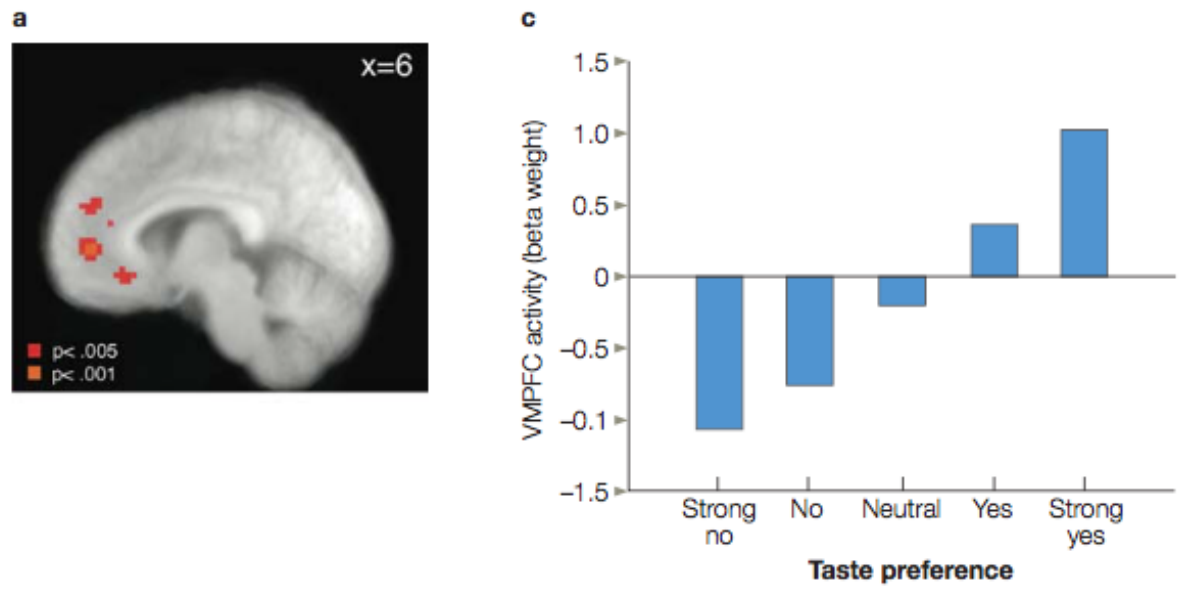 a
x=6
p< .005
p< .001
c
VMPFC activity (beta weight)
1.5
1.0
0.5
0
–0.5
–0.1
–1.5
Strong no
No
Neutral
Yes
Strong yes
Taste preference